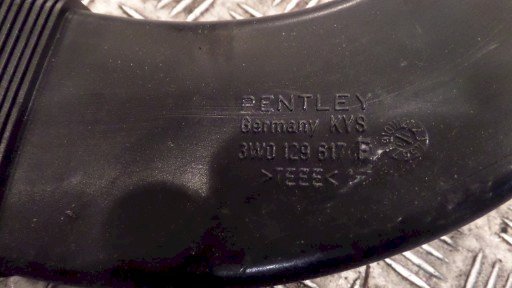 BENTLEY
Germany KYS
3W0 129 617 F
>TEEE<